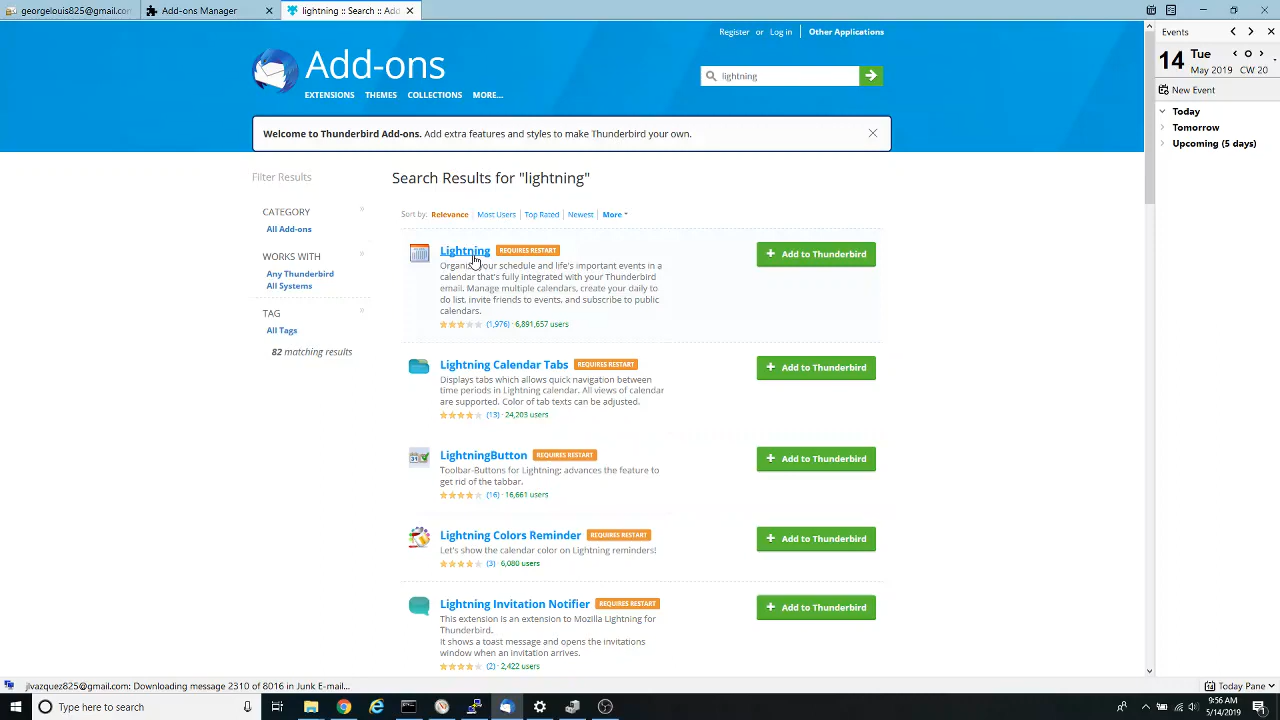 georgelouis825@gmail.com
Add-ons Manager
lightning :: Search :: Add-ons f
Register or Log in Other Applications
Add-ons
lightning
EXTENSIONS THEMES COLLECTIONS MORE...
Welcome to Thunderbird Add-ons. Add extra features and styles to make Thunderbird your own.
Filter Results
CATEGORY
All Add-ons
WORKS WITH
Any Thunderbird
All Systems
TAG
All Tags
82 matching results
Search Results for "lightning"
Sort by: Relevance Most Users Top Rated Newest More
Lightning REQUIRES RESTART
Organize your schedule and life's important events in a
calendar that's fully integrated with your Thunderbird
email. Manage multiple calendars, create your daily to
do list, invite friends to events, and subscribe to public
calendars.
(1,976) · 6,891,657 users
+ Add to Thunderbird
Lightning Calendar Tabs REQUIRES RESTART
Displays tabs which allows quick navigation between
time periods in Lightning calendar. All views of calendar
are supported. Color of tab texts can be adjusted.
(13) · 24,203 users
+ Add to Thunderbird
LightningButton REQUIRES RESTART
Toolbar-Buttons for Lightning; advances the feature to
get rid of the tabbar.
(16) · 16,661 users
+ Add to Thunderbird
Lightning Colors Reminder REQUIRES RESTART
Let's show the calendar color on Lightning reminders!
(3) 6,080 users
+ Add to Thunderbird
Lightning Invitation Notifier REQUIRES RESTART
This extension is an extension to Mozilla Lightning for
Thunderbird.
It shows a toast message and opens the invitations
window when an invitation arrives.
(2) · 2,422 users
+ Add to Thunderbird
Events
14 Tue
May 2019 CW 20
New Event
Today
Tomorrow
Upcoming (5 days)
jlvazquez825@gmail.com: Downloading message 2310 of 8016 in Junk E-mail...
Today Pane
Type here to search
31
9:56 AM
5/14/2019